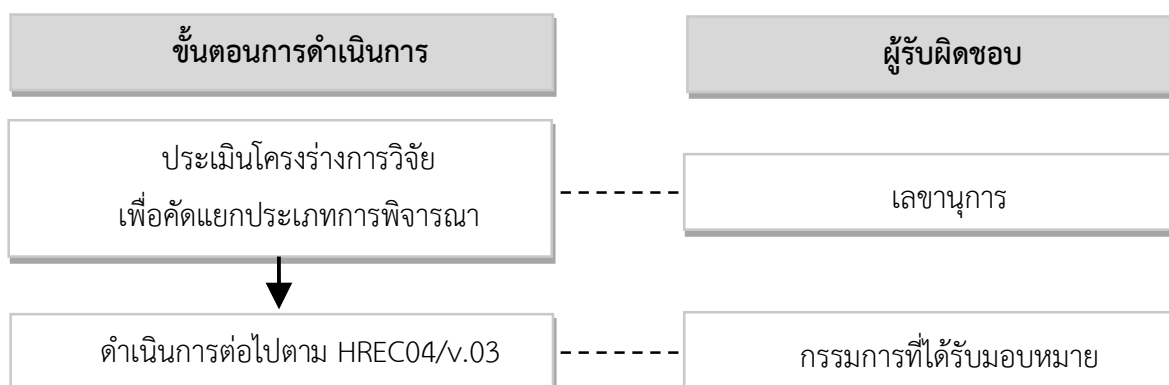 ขั้นตอนการดำเนินการ
ผู้รับผิดชอบ
ประเมินโครงร่างการวิจัย
เพื่อคัดแยกประเภทการพิจารณา
เลขานุการ
ดำเนินการต่อไปตาม HREC04/v.03
กรรมการที่ได้รับมอบหมาย